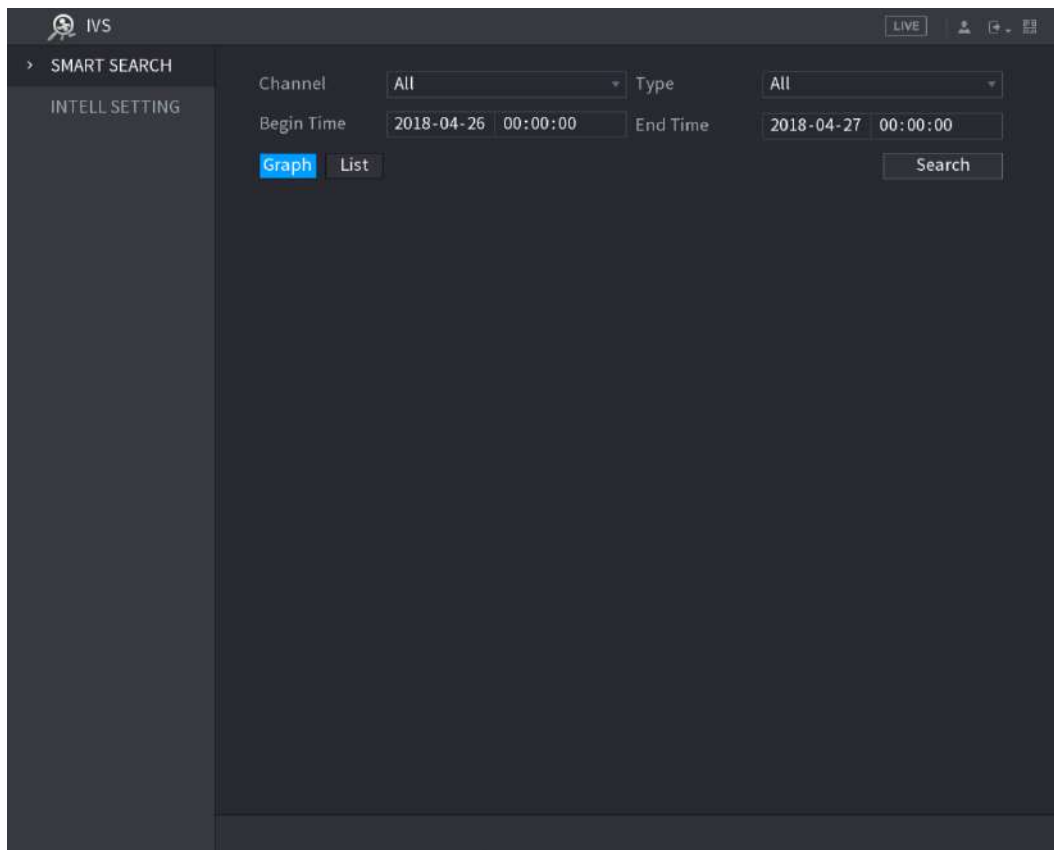 IVS LIVE
SMART SEARCH
INTELL SETTING
Channel All Type All
Begin Time 2018-04-26 00:00:00 End Time 2018-04-27 00:00:00
Graph List Search